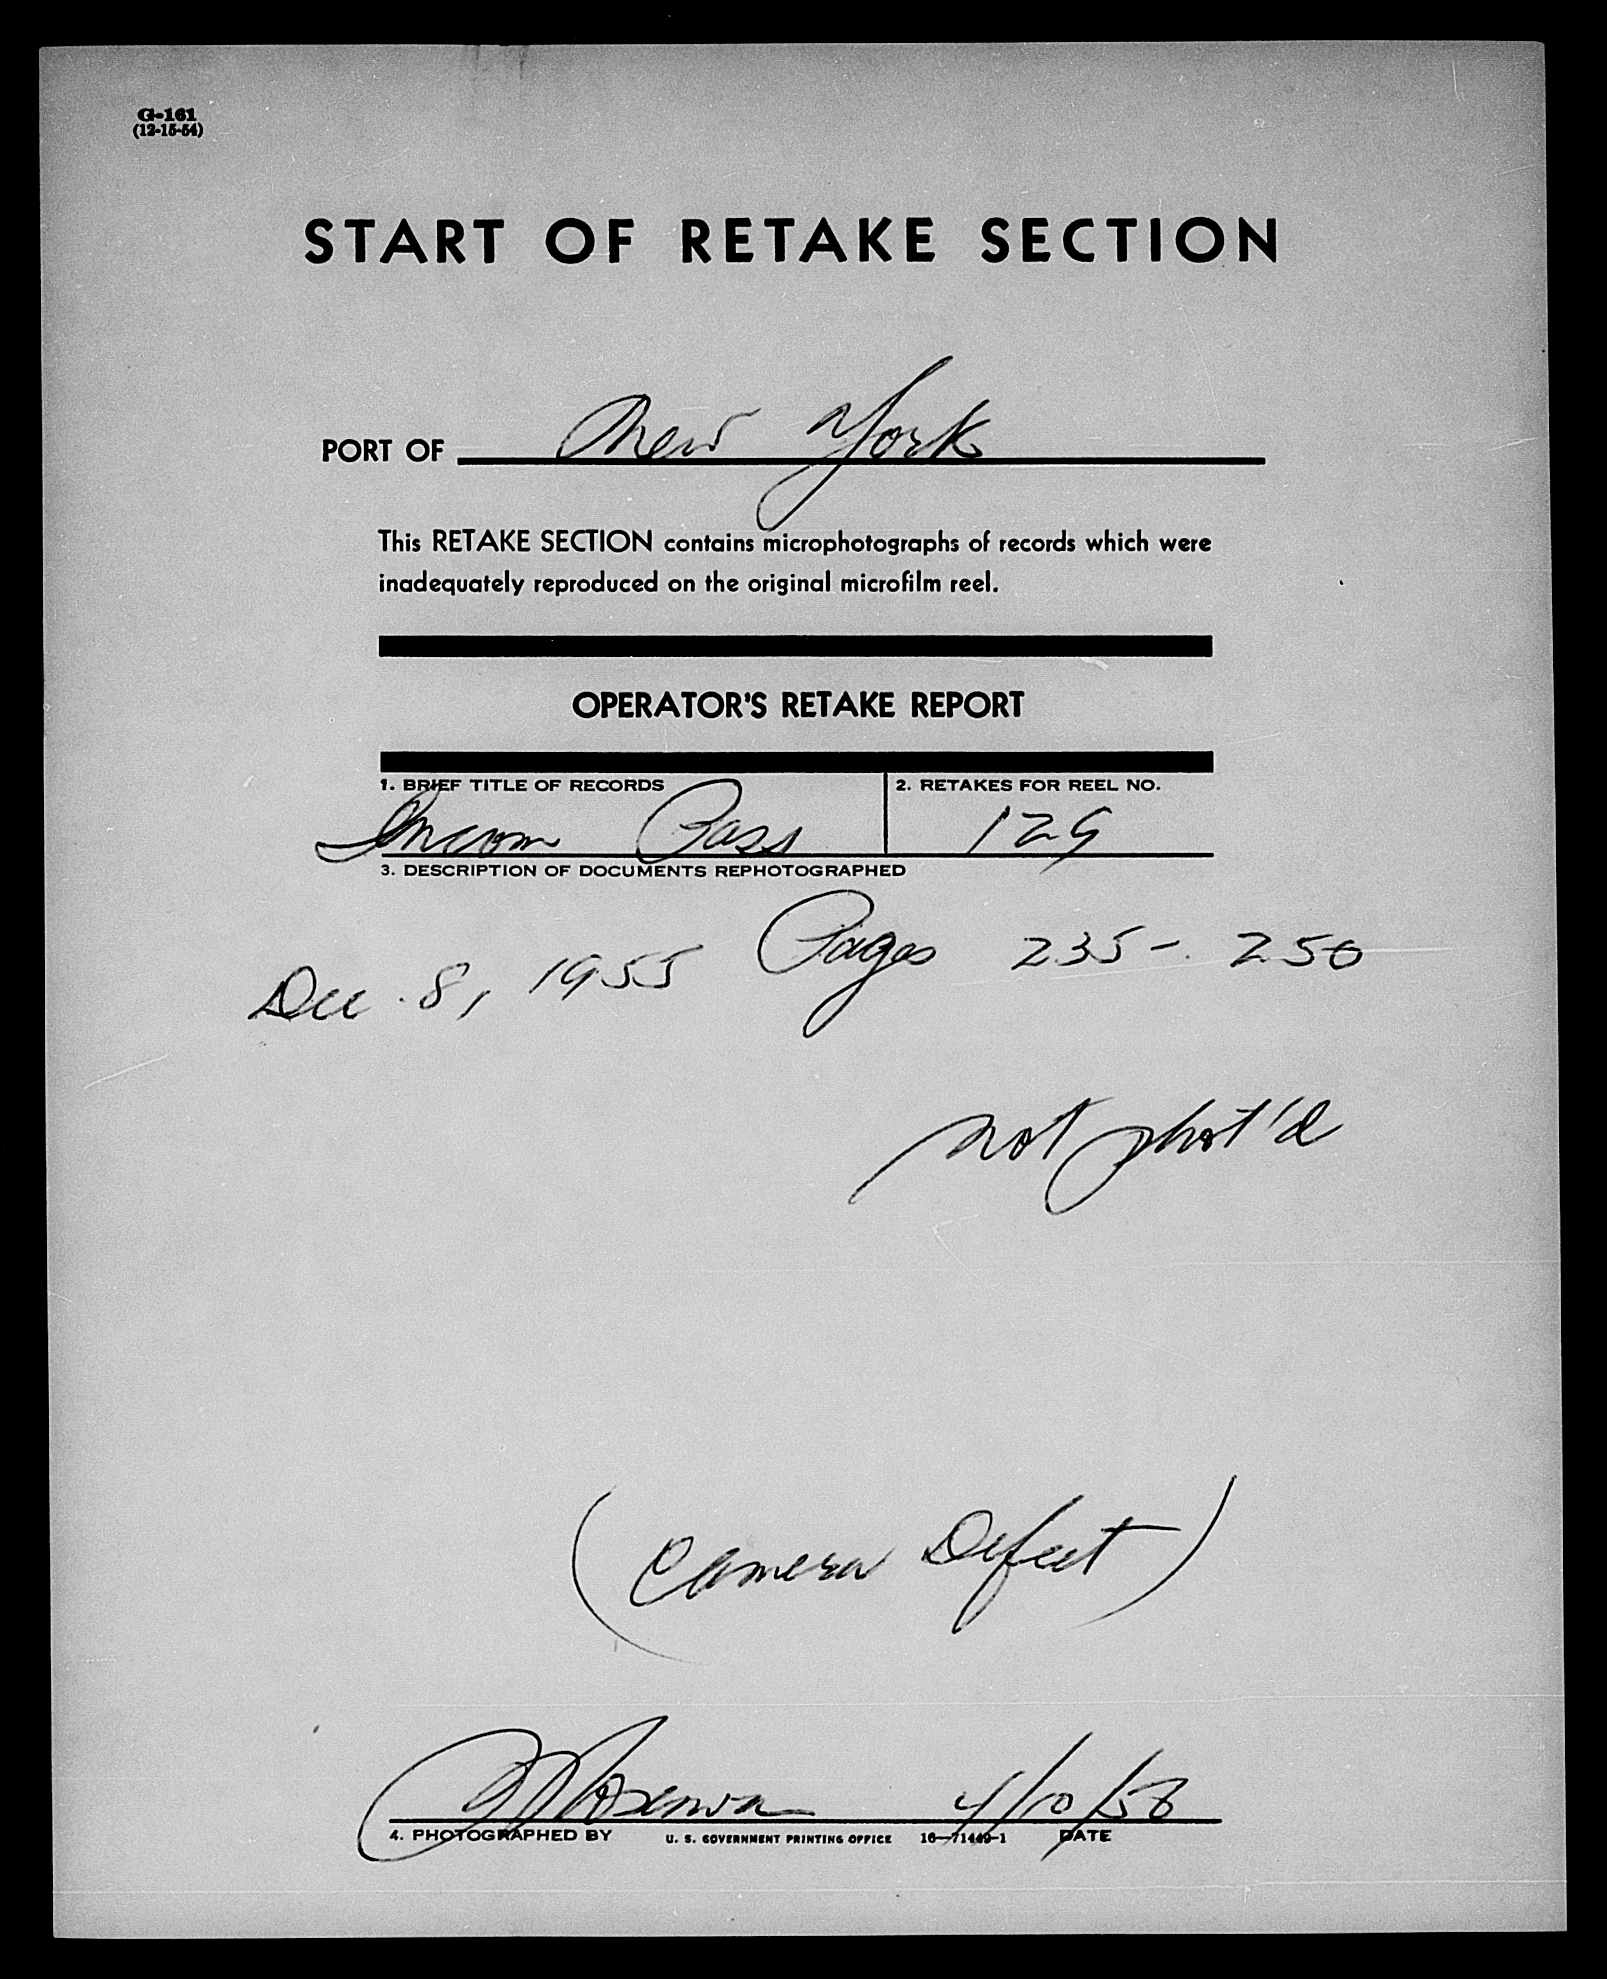 G-161
(12-15-54)
START OF RETAKE SECTION
PORT OF New York
This RETAKE SECTION contains microphotographs of records which were
inadequately reproduced on the original microfilm reel.
OPERATOR'S RETAKE REPORT
1. BRIEF TITLE OF RECORDS
Incom Pass
2. RETAKES FOR REEL NO.
129
3. DESCRIPTION OF DOCUMENTS REPHOTOGRAPHED
Dec. 8, 1955 Pages 235-250
not phot'd
(Camera Defect)
4/10/56
4. PHOTOGRAPHED BY U. S. GOVERNMENT PRINTING OFFICE 16—71449-1 DATE